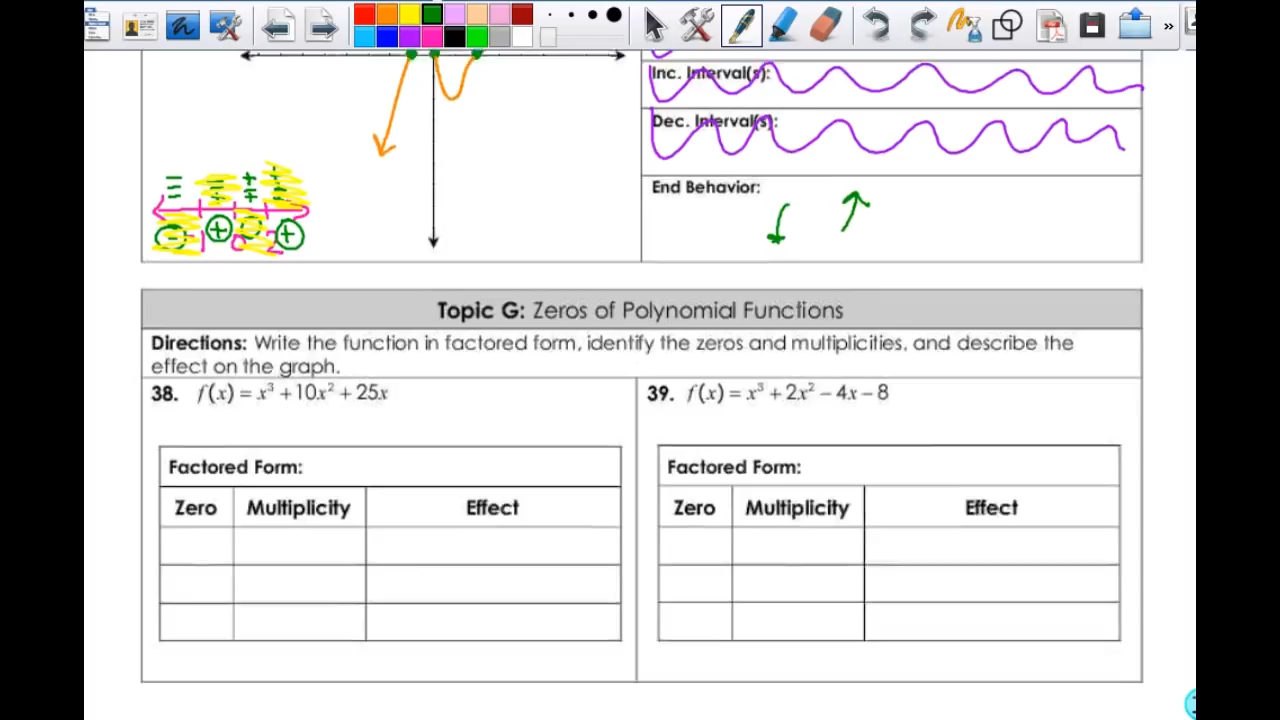 Inc. Interval(s):
Dec. Interval(s):
End Behavior:
Topic G: Zeros of Polynomial Functions
Directions: Write the function in factored form, identify the zeros and multiplicities, and describe the
effect on the graph.
38. f(x) = x³ + 10x² + 25x
Factored Form:
Zero Multiplicity Effect
39. f(x) = x³ + 2x² − 4x − 8
Factored Form:
Zero Multiplicity Effect